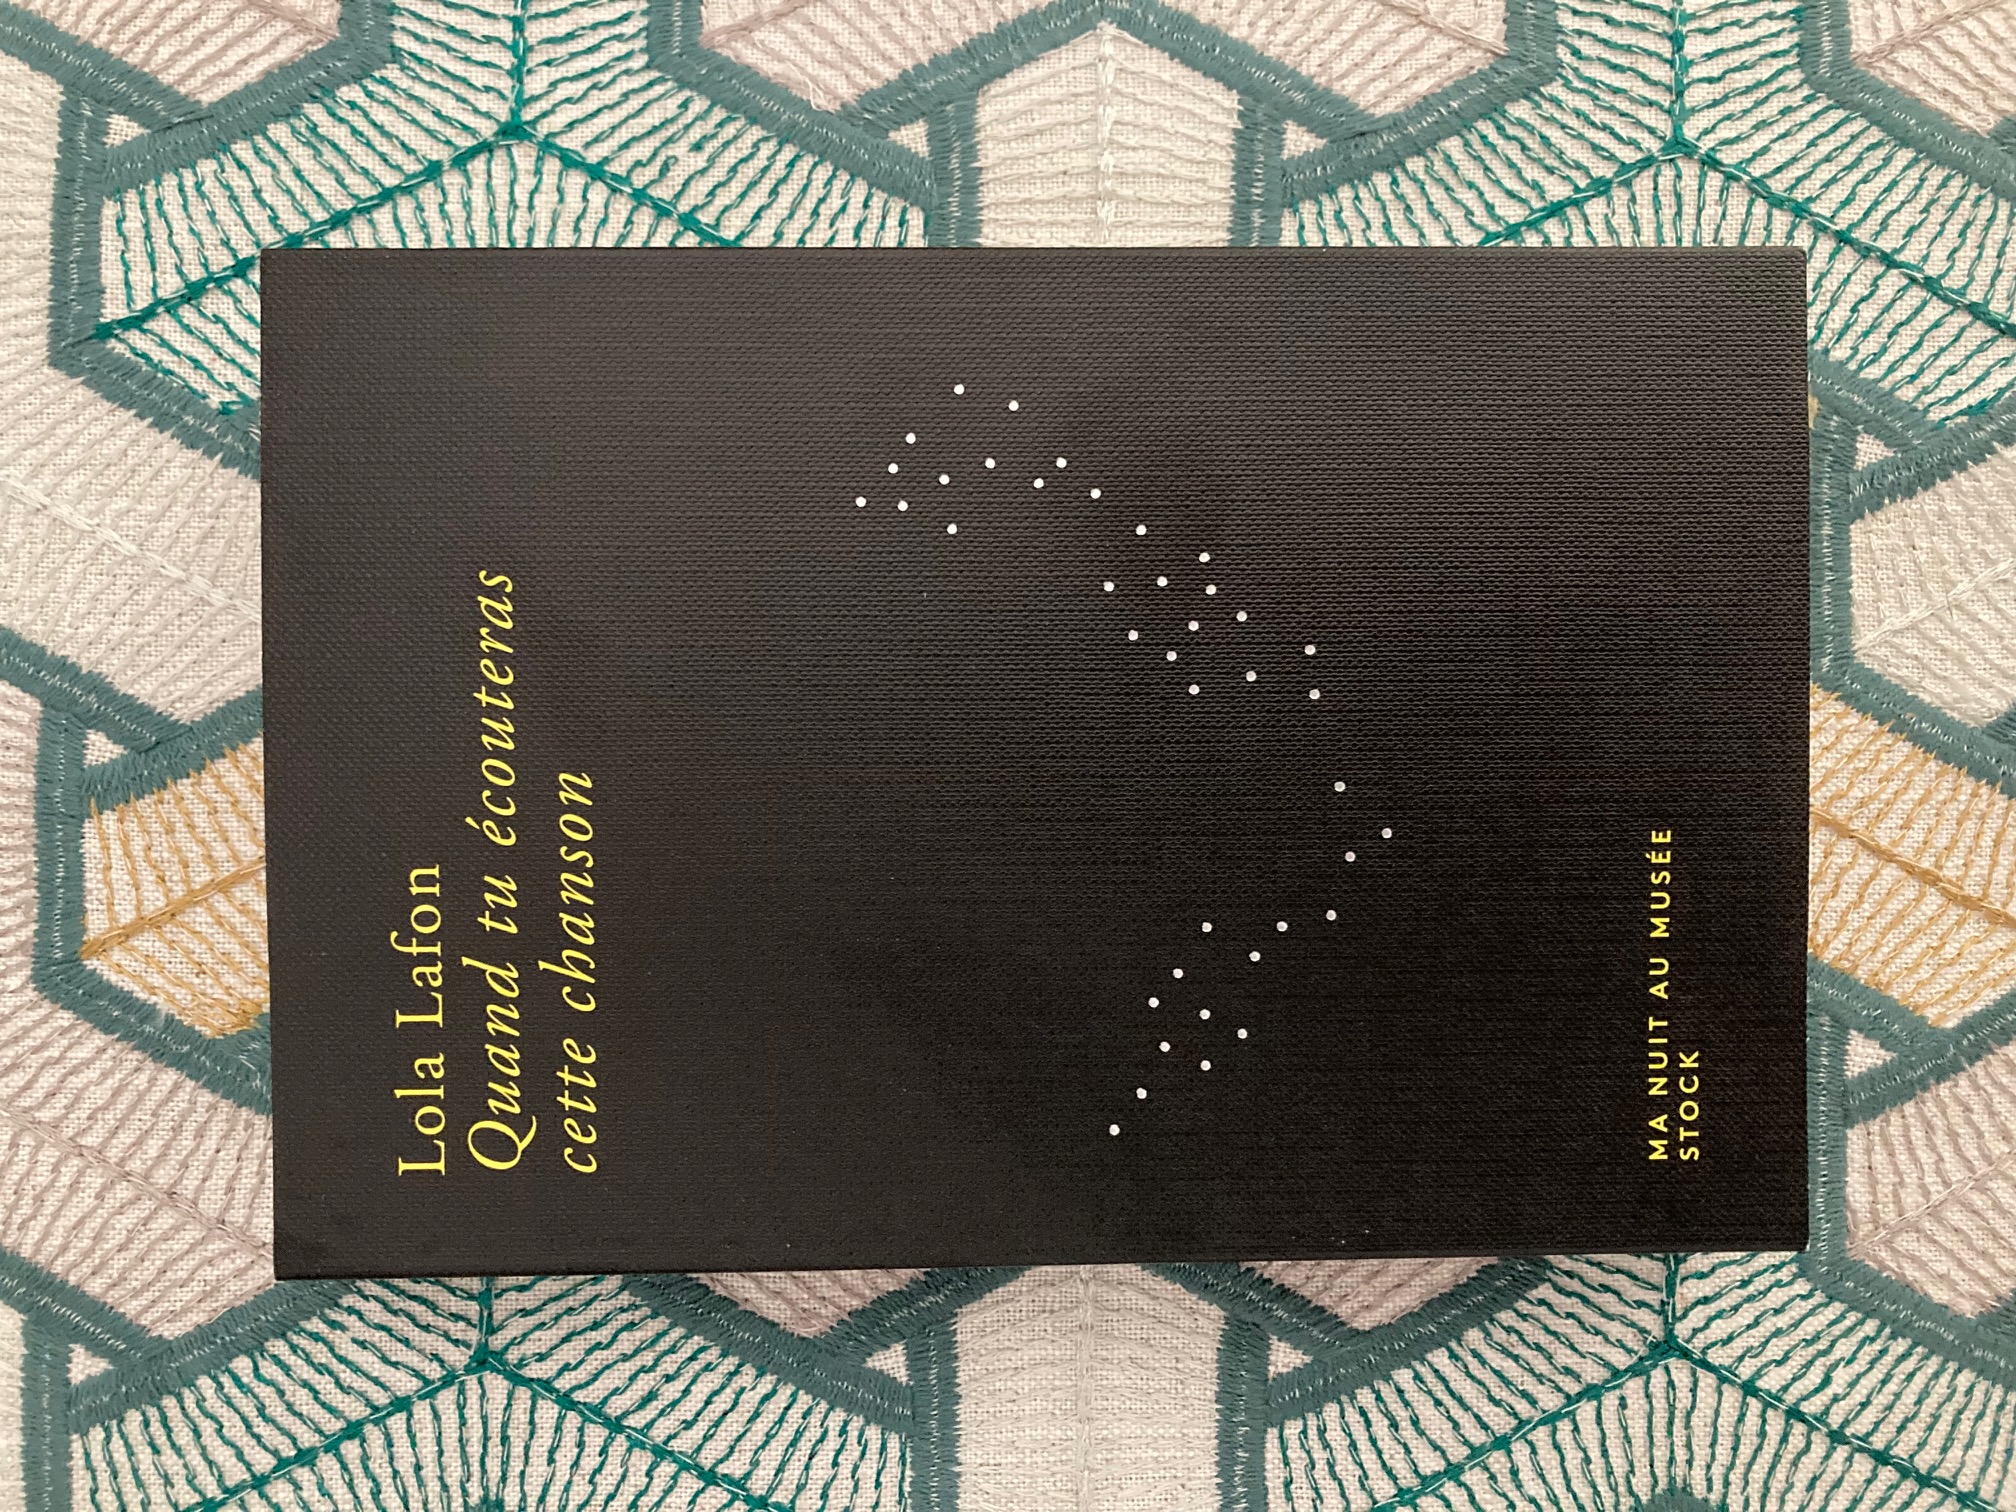 Lola Lafon
Quand tu écouteras
cette chanson
MA NUIT AU MUSÉE
STOCK